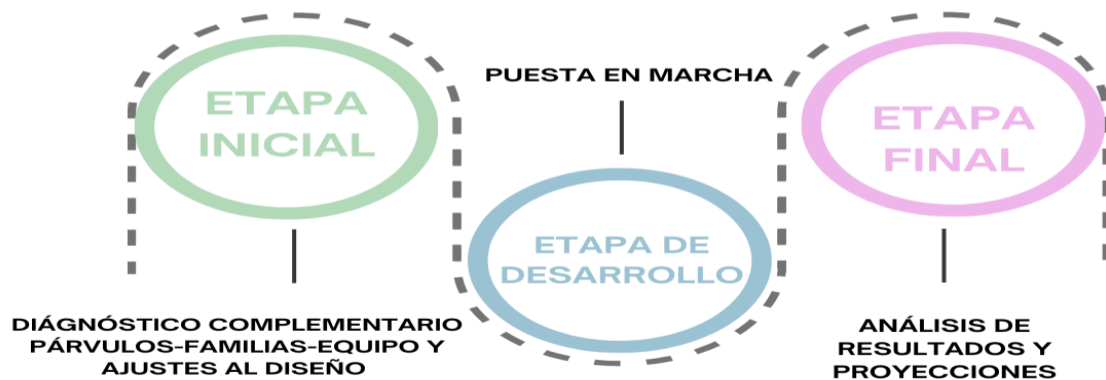 ETAPA
INICIAL
DIÁGNÓSTICO COMPLEMENTARIO
PÁRVULOS-FAMILIAS-EQUIPO Y
AJUSTES AL DISEÑO
PUESTA EN MARCHA
ETAPA DE
DESARROLLO
ETAPA
FINAL
ANÁLISIS DE
RESULTADOS Y
PROYECCIONES